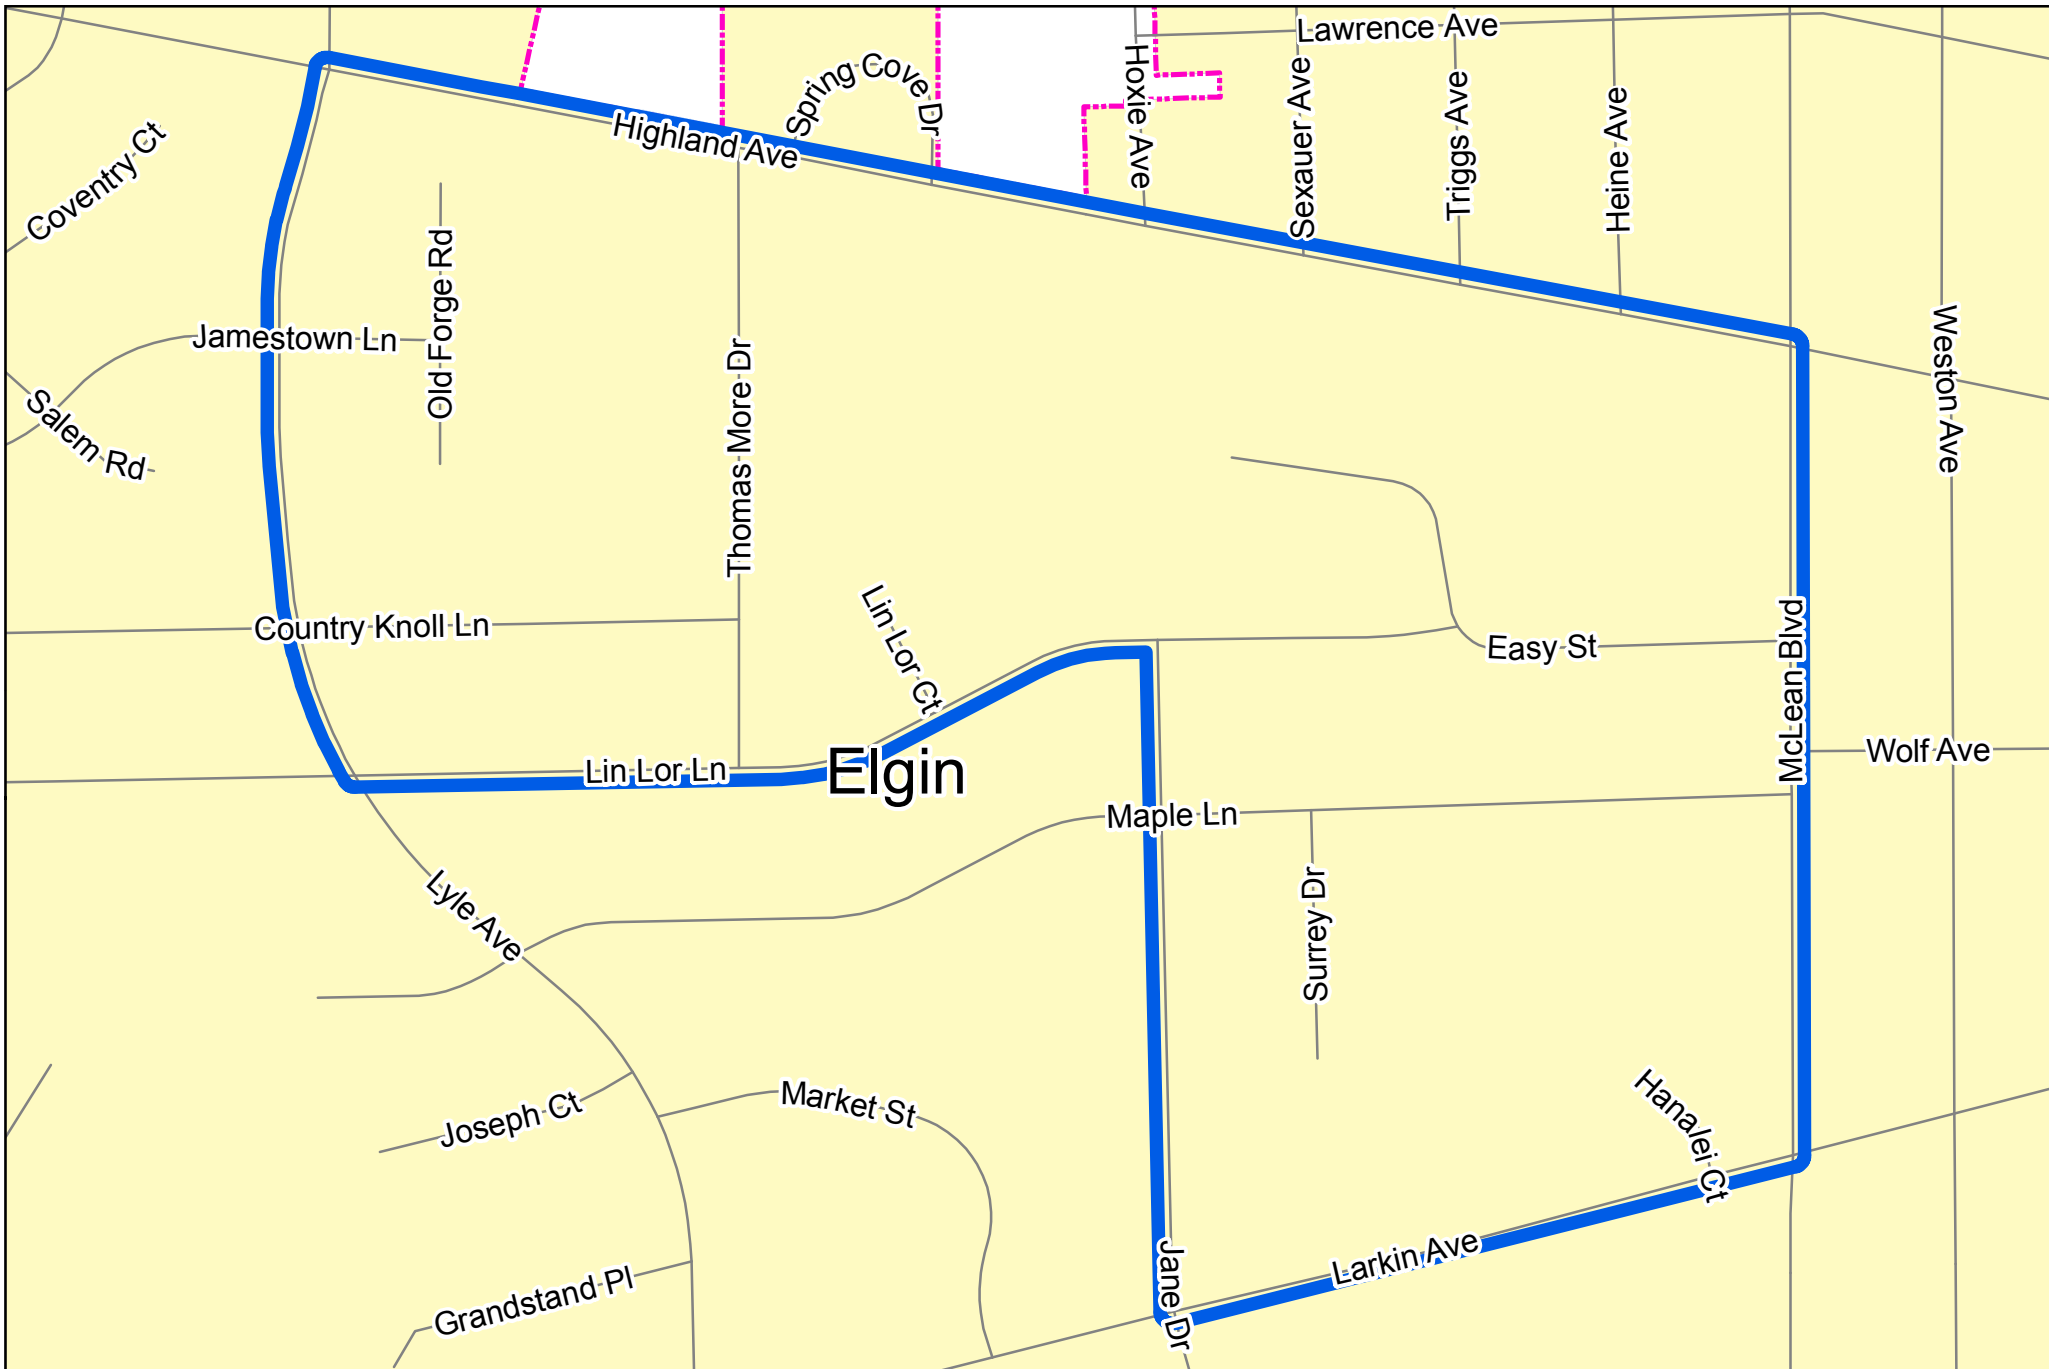 Lawrence Ave
Hoxie Ave
Sexauer Ave
Triggs Ave
Heine Ave
Spring Cove Dr
Highland Ave
Coventry Ct
Old Forge Rd
Jamestown Ln
Salem Rd
Thomas More Dr
Weston Ave
Country Knoll Ln
Lin Lor Ct
Easy St
McLean Blvd
Wolf Ave
Lin Lor Ln
Elgin
Maple Ln
Lyle Ave
Surrey Dr
Joseph Ct
Market St
Hanalei Ct
Jane Dr
Larkin Ave
Grandstand Pl